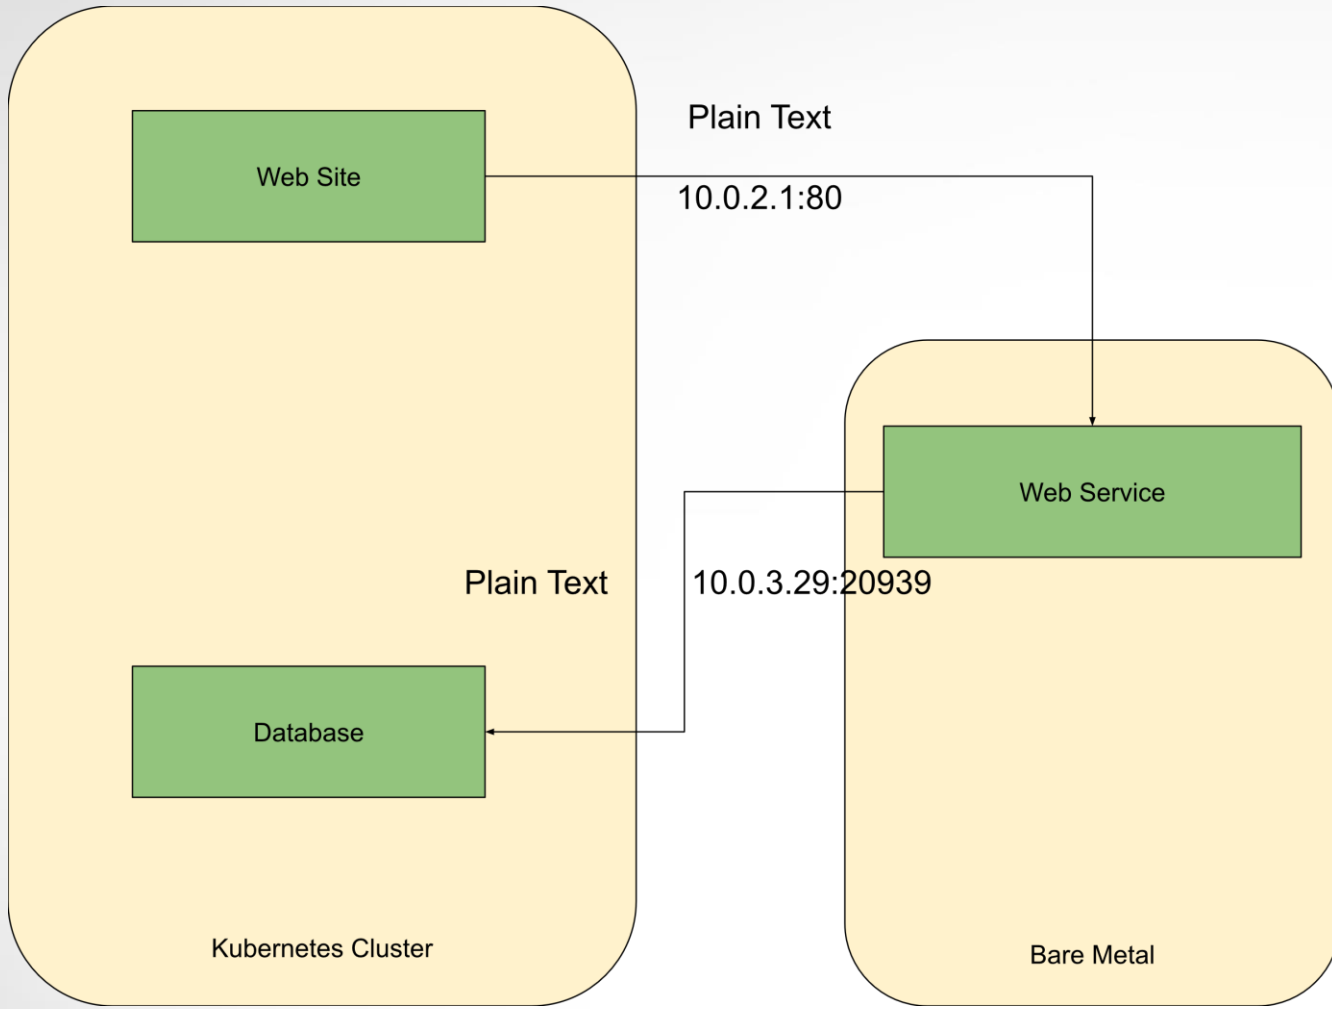 Plain Text
Web Site
10.0.2.1:80
Web Service
Plain Text
10.0.3.29:20939
Database
Kubernetes Cluster
Bare Metal